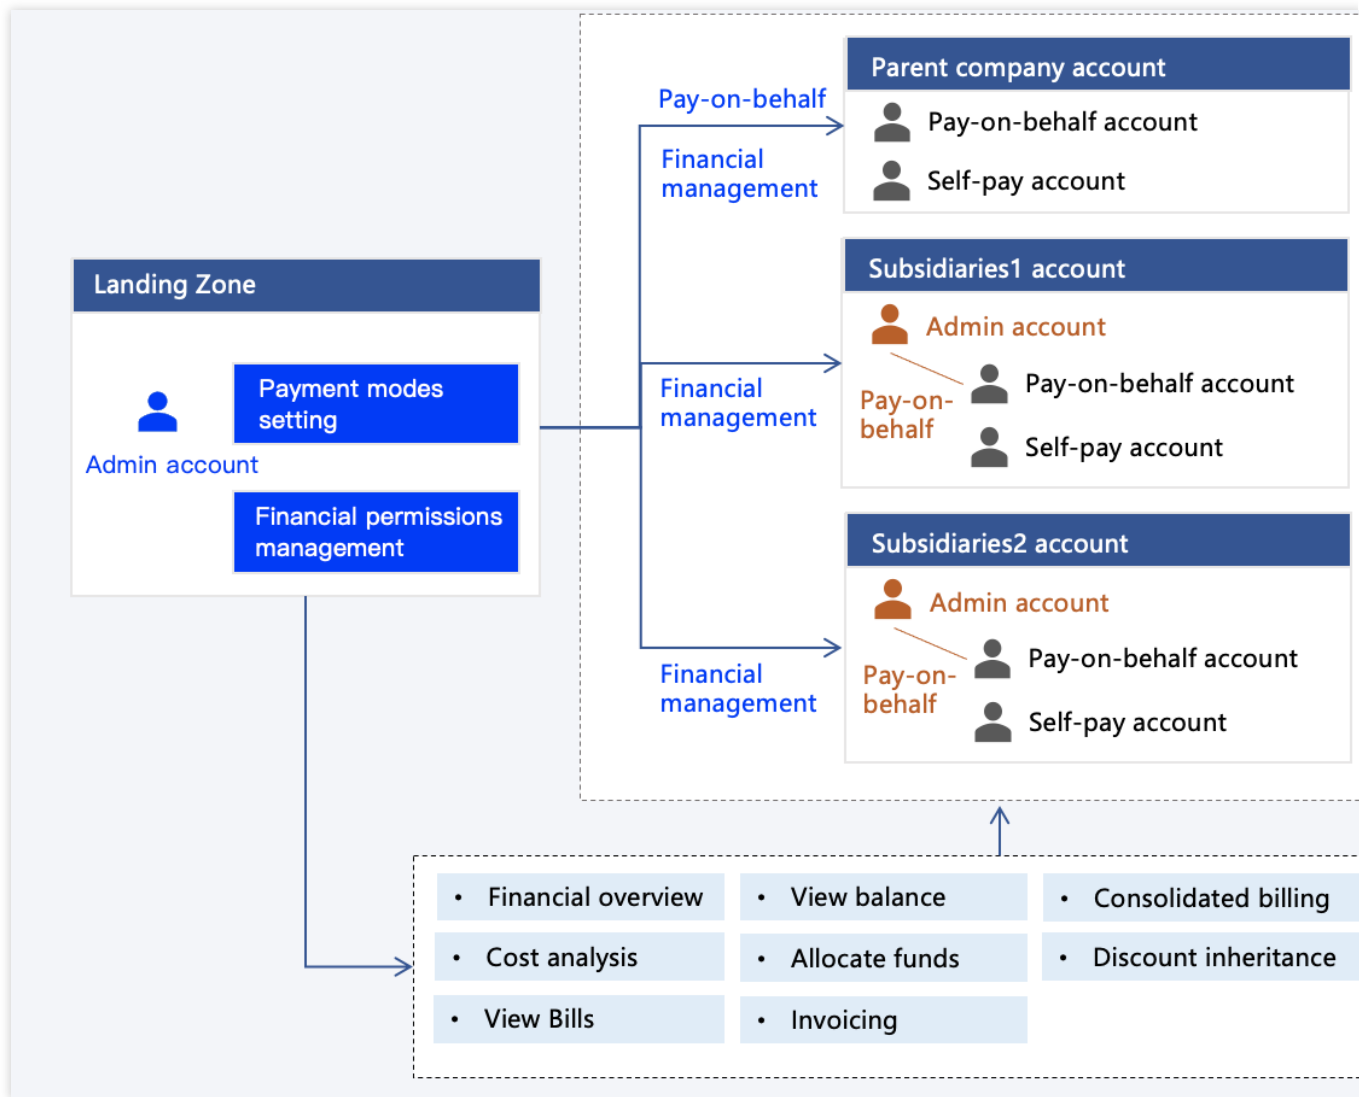 Landing Zone
Admin account
Payment modes
setting
Financial permissions
management
Pay-on-behalf
Financial
management
Financial
management
Financial
management
Parent company account
Pay-on-behalf account
Self-pay account
Subsidiaries1 account
Admin account
Pay-on-
behalf
Pay-on-behalf account
Self-pay account
Subsidiaries2 account
Admin account
Pay-on-
behalf
Pay-on-behalf account
Self-pay account
• Financial overview
• View balance
• Consolidated billing
• Cost analysis
• Allocate funds
• Discount inheritance
• View Bills
• Invoicing